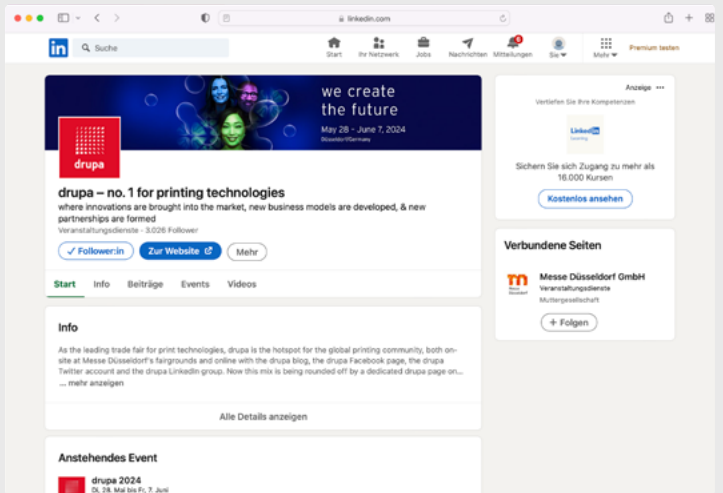 linkedin.com
in
Suche
Start
Ihr Netzwerk
Jobs
Nachrichten
6
Mitteilungen
Sie
Mehr
Premium testen
we create
the future
May 28 - June 7, 2024
Düsseldorf/Germany
drupa
drupa – no. 1 for printing technologies
where innovations are brought into the market, new business models are developed, & new
partnerships are formed
Veranstaltungsdienste · 3.026 Follower
Follower:in
Zur Website
Mehr
Start
Info
Beiträge
Events
Videos
Info
As the leading trade fair for print technologies, drupa is the hotspot for the global printing community, both on-
site at Messe Düsseldorf's fairgrounds and online with the drupa blog, the drupa Facebook page, the drupa
Twitter account and the drupa LinkedIn group. Now this mix is being rounded off by a dedicated drupa page on...
... mehr anzeigen
Alle Details anzeigen
Anstehendes Event
drupa 2024
Di, 28. Mai bis Fr, 7. Juni
Anzeige
Vertiefen Sie Ihre Kompetenzen
LinkedIn
Learning
Sichern Sie sich Zugang zu mehr als
16.000 Kursen
Kostenlos ansehen
Verbundene Seiten
Messe
Düsseldorf
Messe Düsseldorf GmbH
Veranstaltungsdienste
Muttergesellschaft
+ Folgen